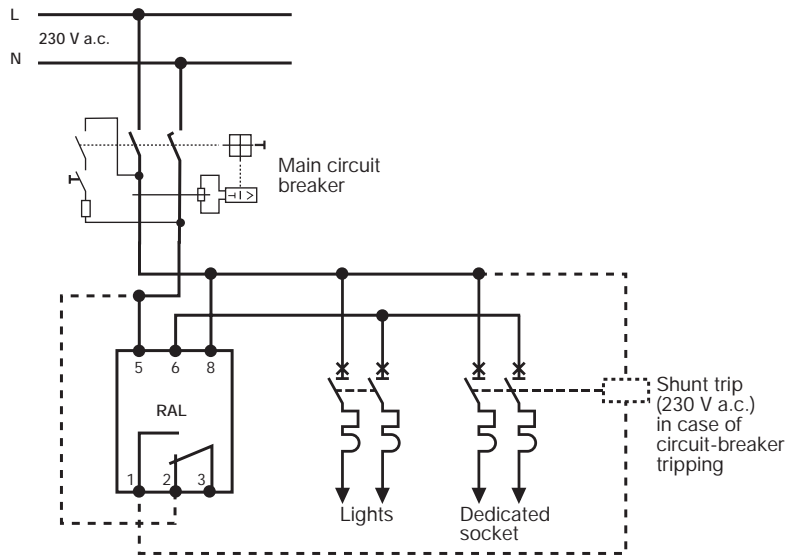 L
230 V a.c.
N
Main circuit
breaker
5 6 8
RAL
1 2 3
Lights
Dedicated
socket
Shunt trip
(230 V a.c.)
in case of
circuit-breaker
tripping